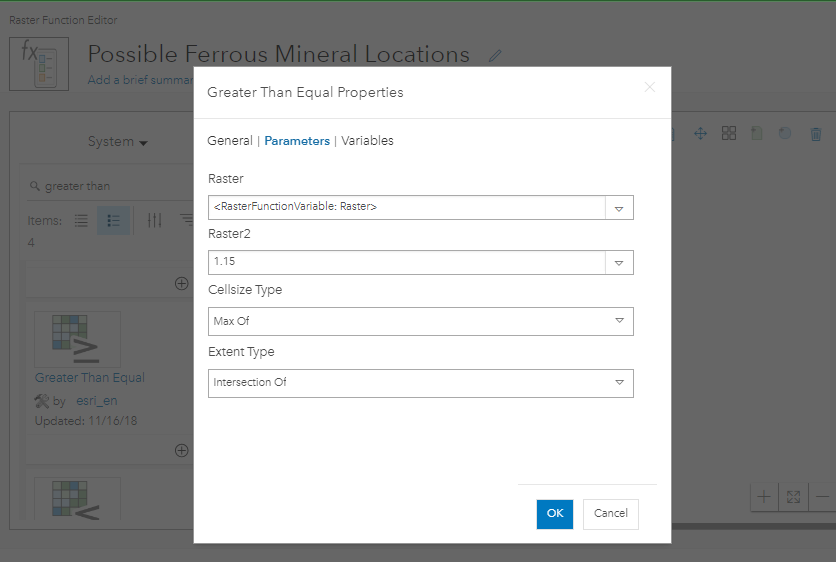 Raster Function Editor
fx
Possible Ferrous Mineral Locations
Add a brief summar
System
greater than
Items:
4
Greater Than Equal
by esri_en
Updated: 11/16/18
Greater Than Equal Properties
General | Parameters | Variables
Raster
<RasterFunctionVariable: Raster>
Raster2
1.15
Cellsize Type
Max Of
Extent Type
Intersection Of
OK
Cancel